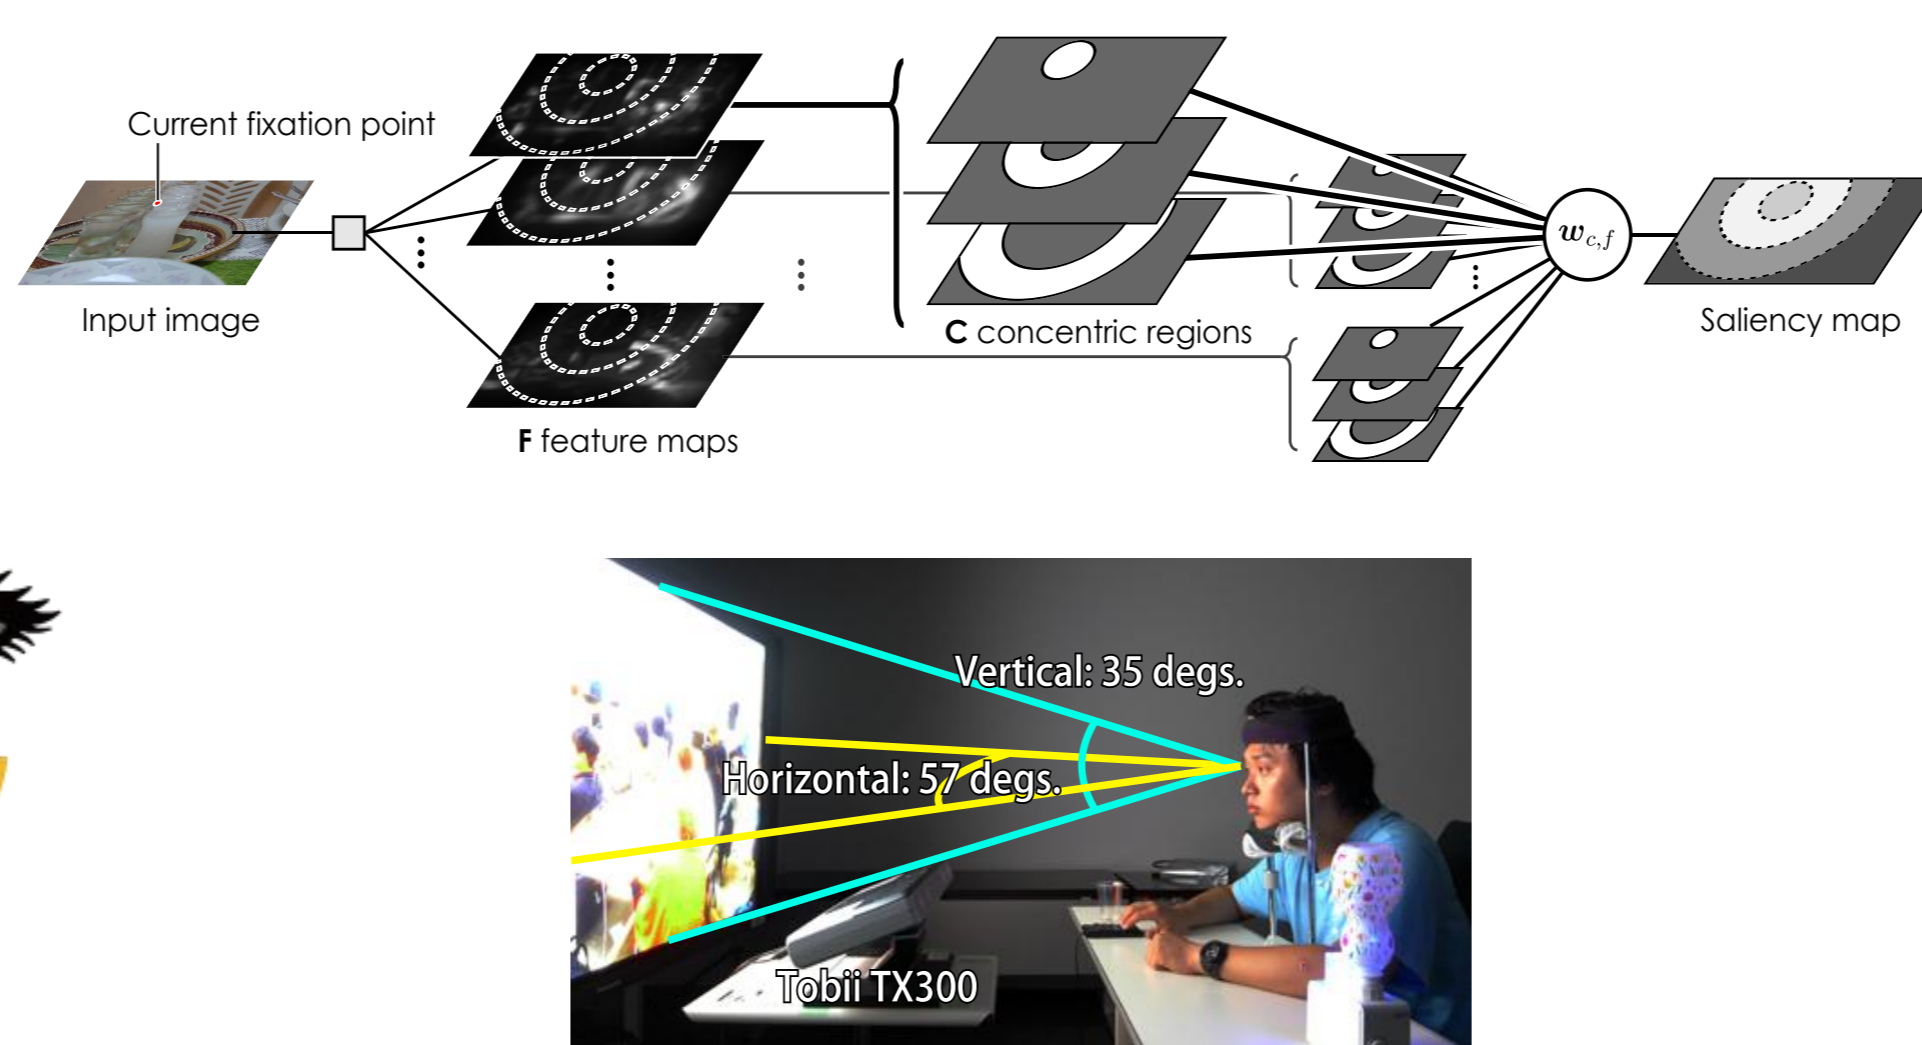 Current fixation point
Input image
F feature maps
C concentric regions
w_{c,f}
Saliency map
Vertical: 35 degs.
Horizontal: 57 degs.
Tobii TX300